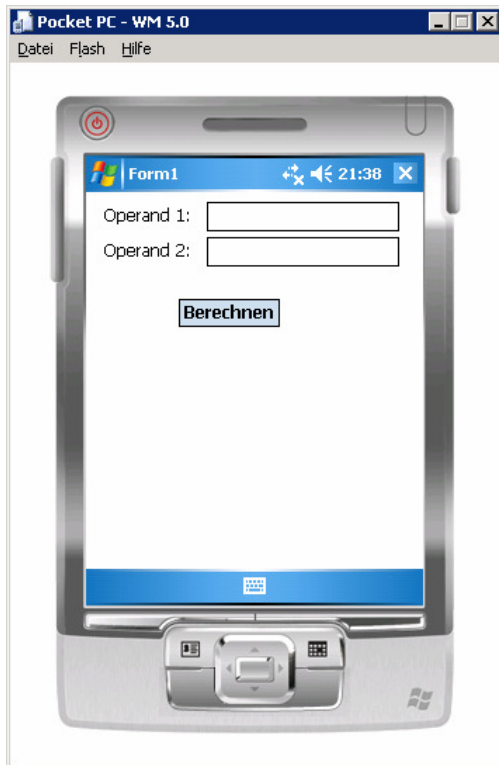 Pocket PC - WM 5.0
Datei Flash Hilfe
Form1 21:38
Operand 1:
Operand 2:
Berechnen